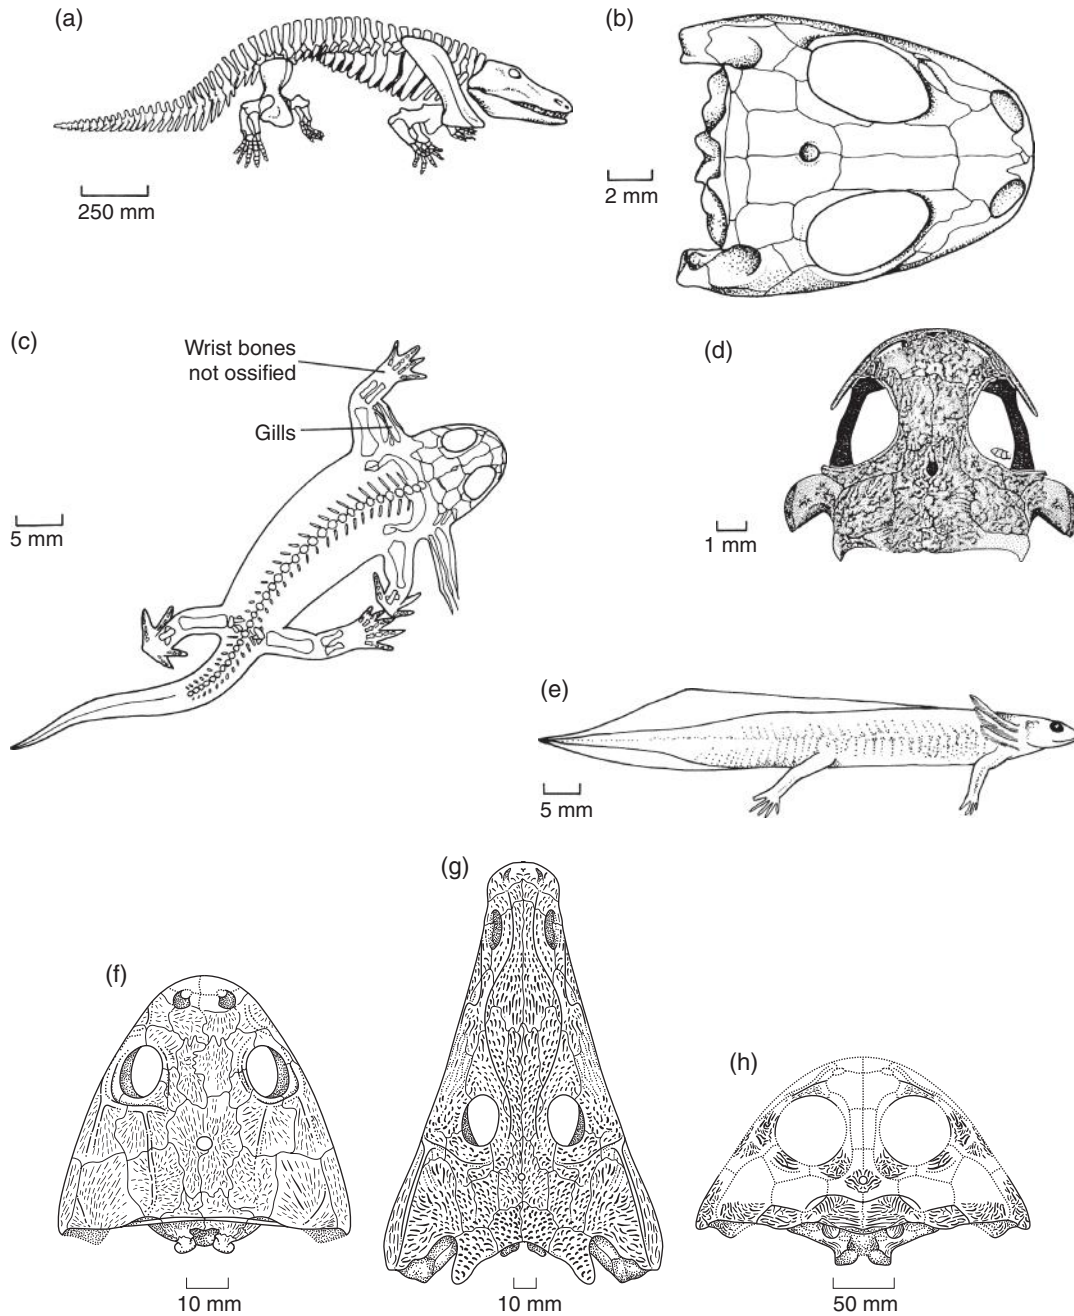 (a)
250 mm
(b)
2 mm
(c)
Wrist bones
not ossified
Gills
5 mm
(d)
1 mm
(e)
5 mm
(f)
10 mm
(g)
10 mm
(h)
50 mm